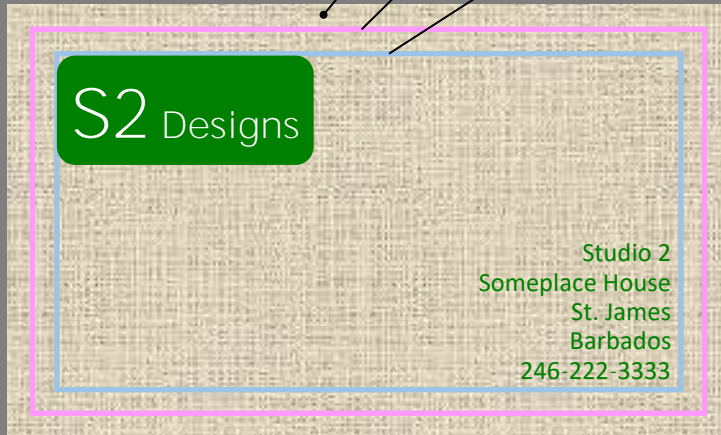 S2 Designs
Studio 2
Someplace House
St. James
Barbados
246-222-3333